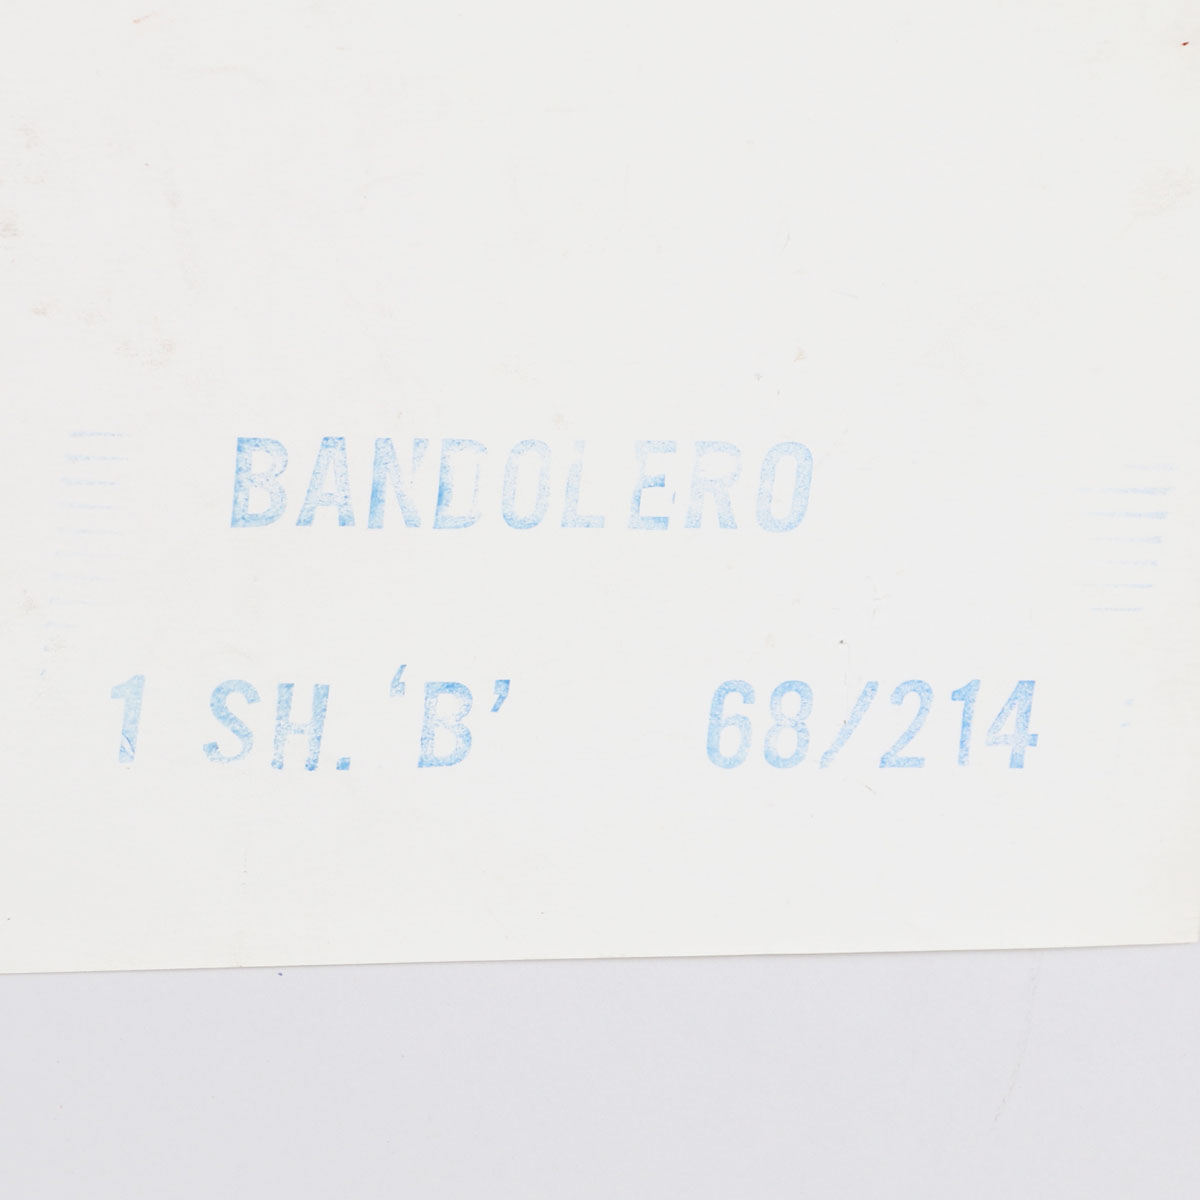 BANDOLERO
1 SH. ‘B’ 68/214